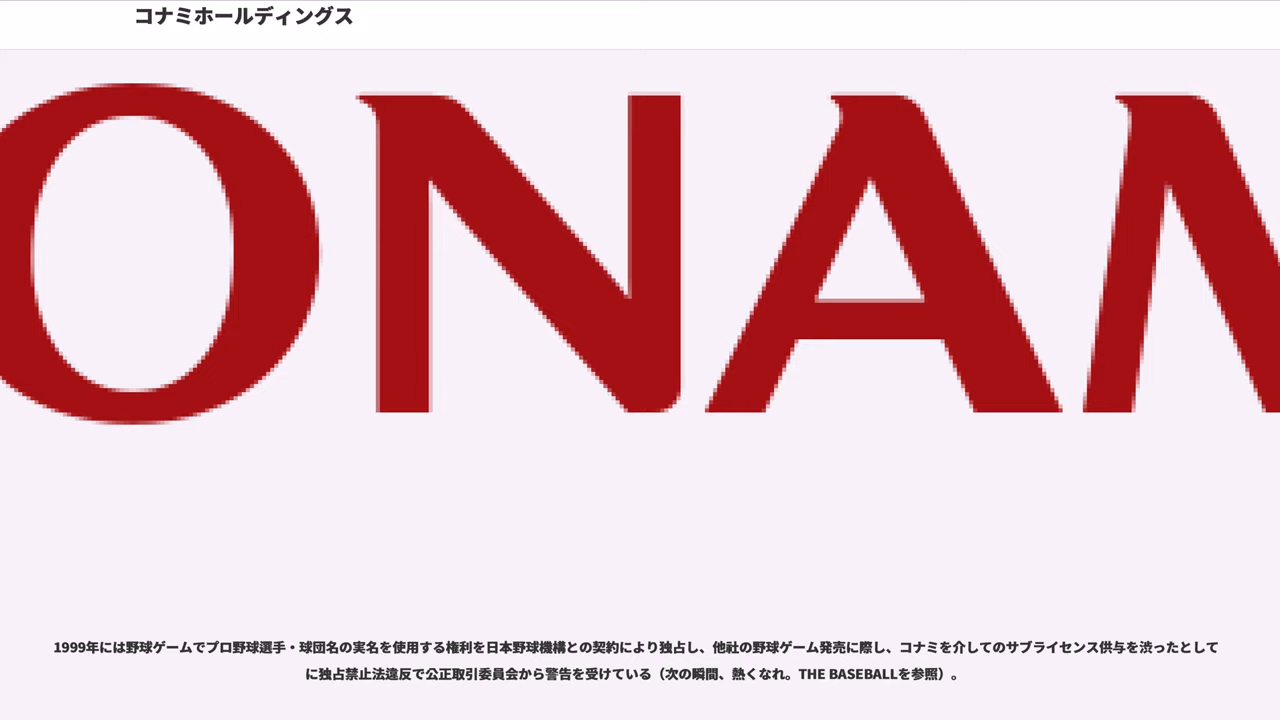 コナミホールディングス
ONAM
1999年には野球ゲームでプロ野球選手・球団名の実名を使用する権利を日本野球機構との契約により独占し、他社の野球ゲーム発売に際し、コナミを介してのサブライセンス供与を渋ったとして
に独占禁止法違反で公正取引委員会から警告を受けている（次の瞬間、熱くなれ。THE BASEBALLを参照）。